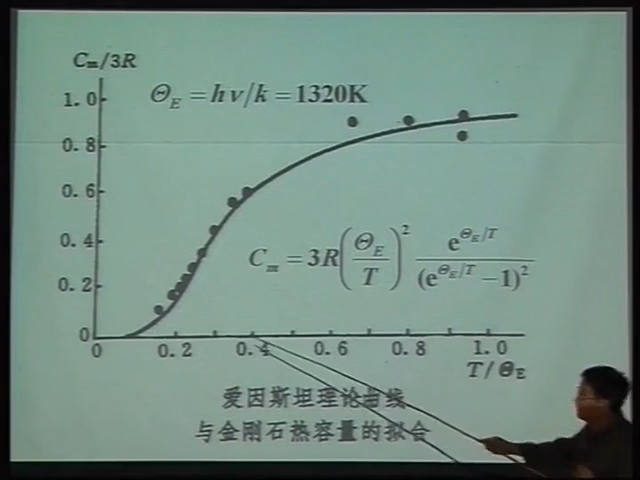 C_m/3R
Θ_E = hν/k = 1320K
1.0
0.8
0.6
0.4
0.2
0
C_m = 3R(Θ_E/T)^2 e^{Θ_E/T}/(e^{Θ_E/T} − 1)^2
0 0.2 0.4 0.6 0.8 1.0
T/Θ_E
爱因斯坦理论曲线
与金刚石热容量的拟合